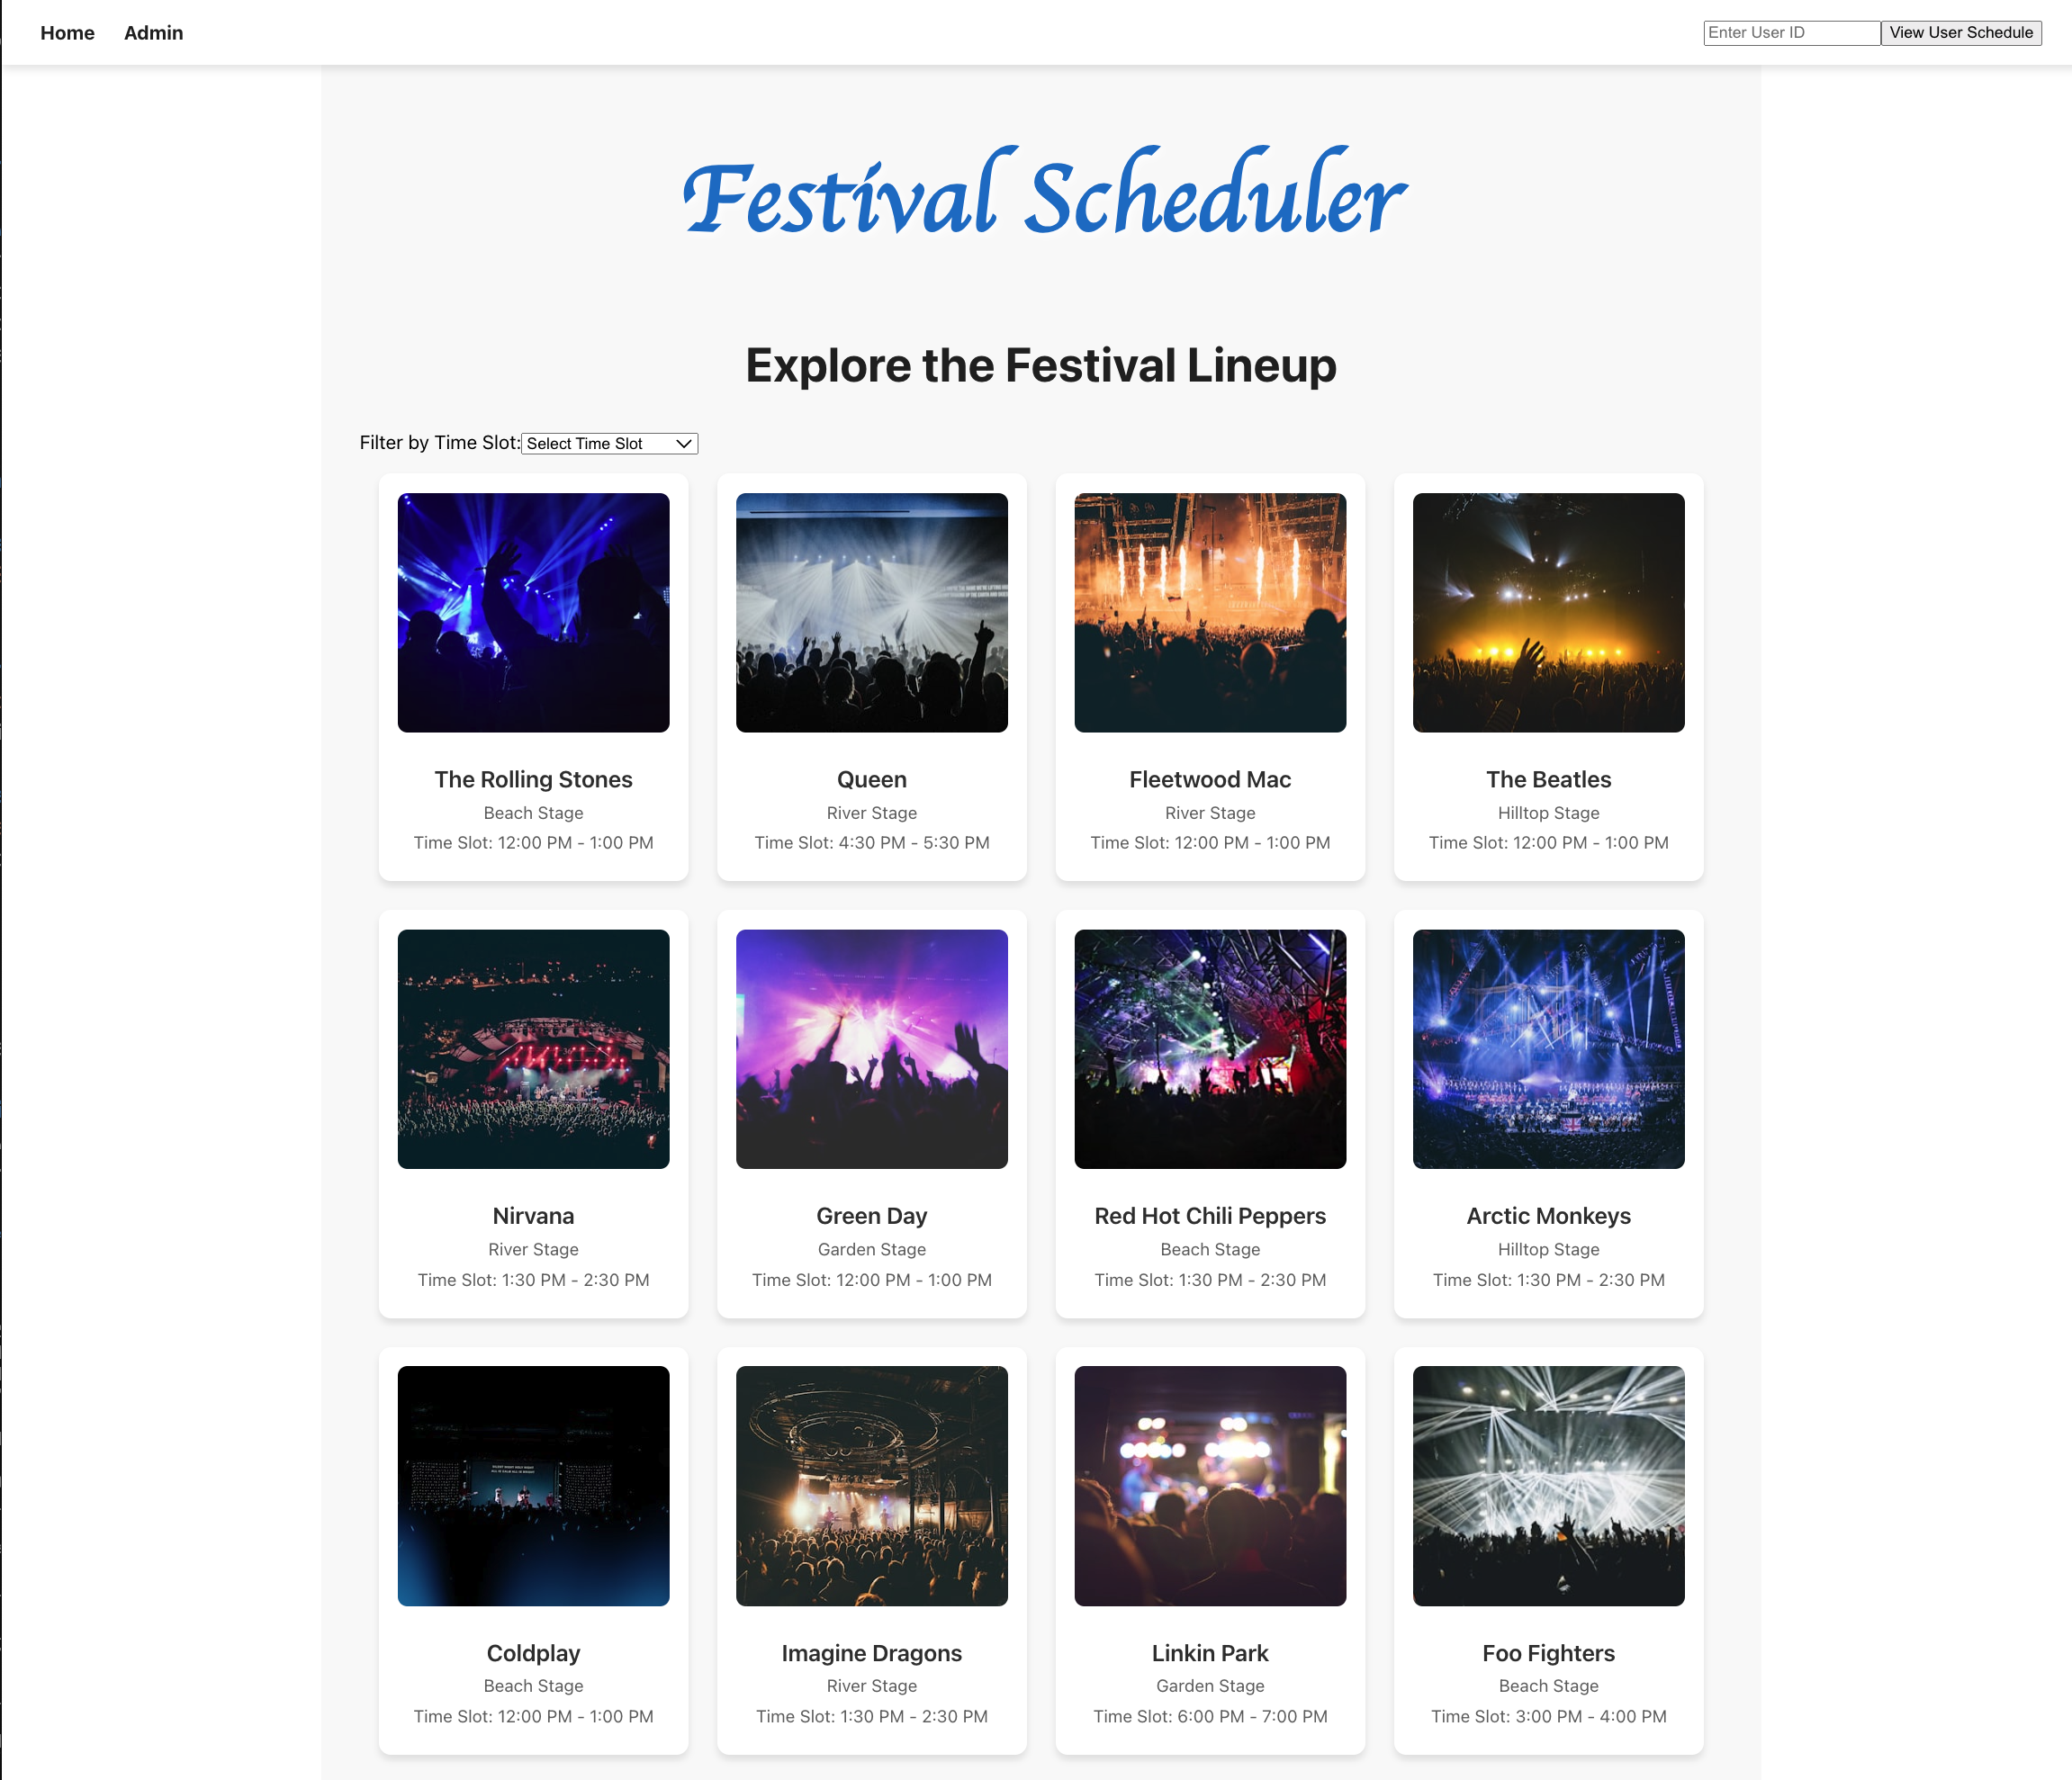 Home Admin Enter User ID View User Schedule
Festival Scheduler
Explore the Festival Lineup
Filter by Time Slot: Select Time Slot
The Rolling Stones
Beach Stage
Time Slot: 12:00 PM - 1:00 PM
Queen
River Stage
Time Slot: 4:30 PM - 5:30 PM
Fleetwood Mac
River Stage
Time Slot: 12:00 PM - 1:00 PM
The Beatles
Hilltop Stage
Time Slot: 12:00 PM - 1:00 PM
Nirvana
River Stage
Time Slot: 1:30 PM - 2:30 PM
Green Day
Garden Stage
Time Slot: 12:00 PM - 1:00 PM
Red Hot Chili Peppers
Beach Stage
Time Slot: 1:30 PM - 2:30 PM
Arctic Monkeys
Hilltop Stage
Time Slot: 1:30 PM - 2:30 PM
Coldplay
Beach Stage
Time Slot: 12:00 PM - 1:00 PM
Imagine Dragons
River Stage
Time Slot: 1:30 PM - 2:30 PM
Linkin Park
Garden Stage
Time Slot: 6:00 PM - 7:00 PM
Foo Fighters
Beach Stage
Time Slot: 3:00 PM - 4:00 PM